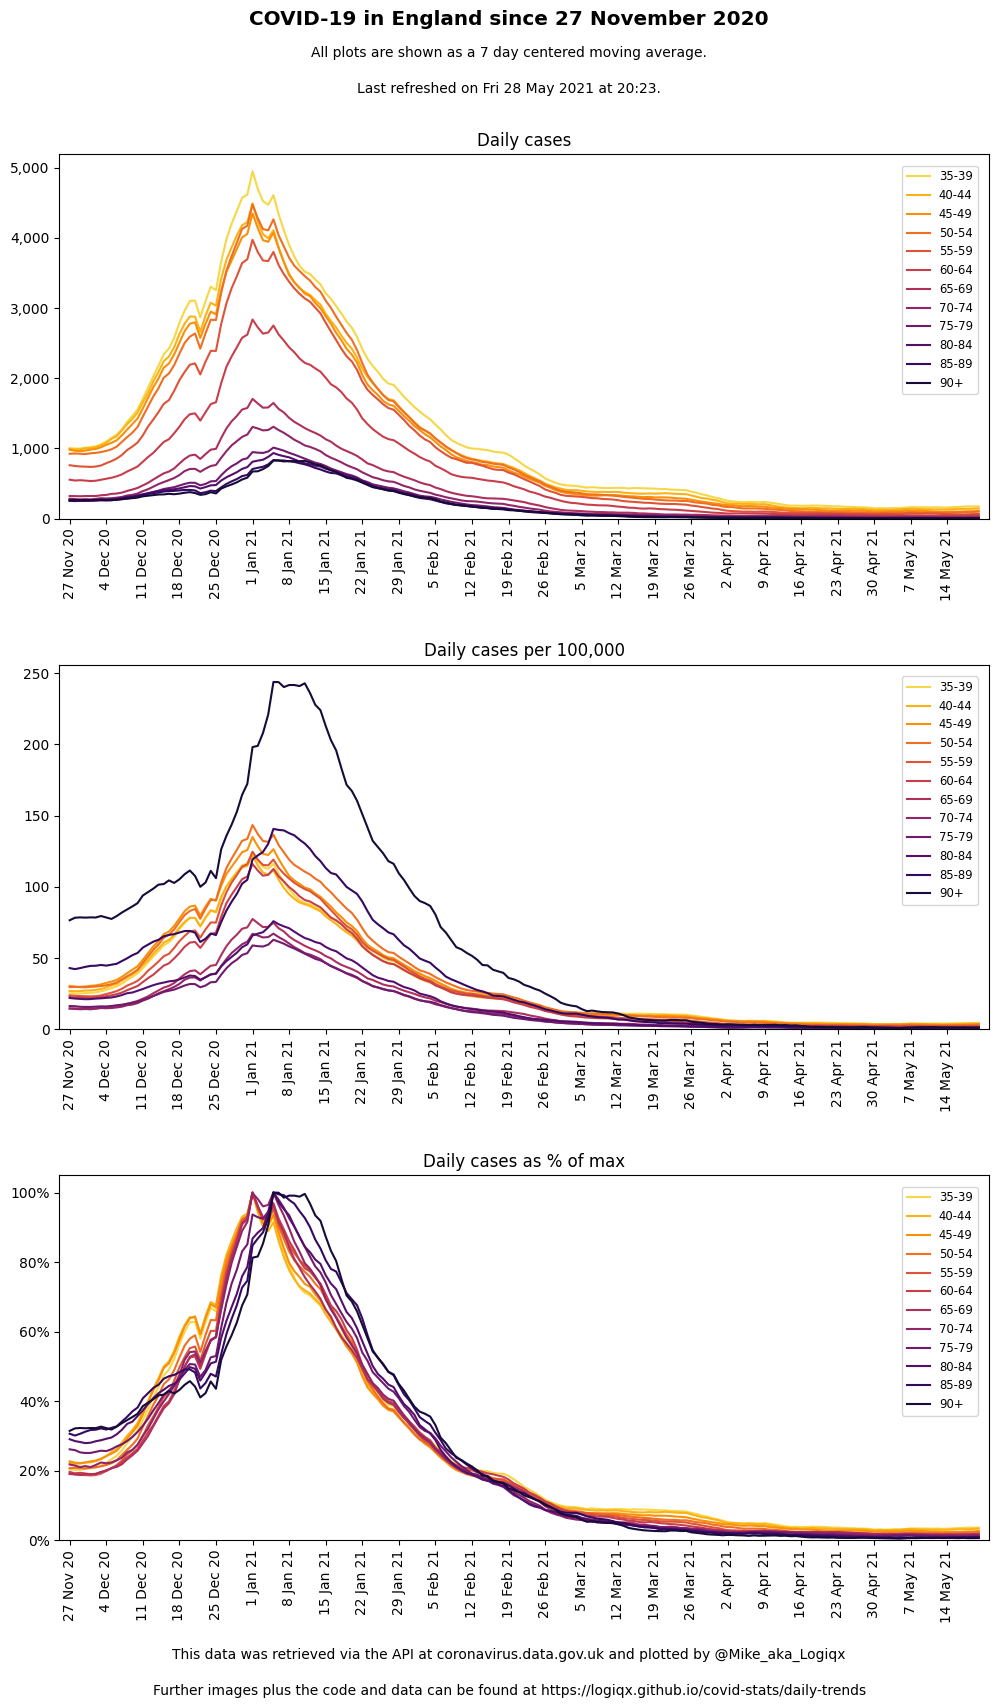 COVID-19 in England since 27 November 2020
All plots are shown as a 7 day centered moving average.
Last refreshed on Fri 28 May 2021 at 20:23.
Daily cases
5,000
4,000
3,000
2,000
1,000
0
35-39
40-44
45-49
50-54
55-59
60-64
65-69
70-74
75-79
80-84
85-89
90+
27 Nov 20
4 Dec 20
11 Dec 20
18 Dec 20
25 Dec 20
1 Jan 21
8 Jan 21
15 Jan 21
22 Jan 21
29 Jan 21
5 Feb 21
12 Feb 21
19 Feb 21
26 Feb 21
5 Mar 21
12 Mar 21
19 Mar 21
26 Mar 21
2 Apr 21
9 Apr 21
16 Apr 21
23 Apr 21
30 Apr 21
7 May 21
14 May 21
Daily cases per 100,000
250
200
150
100
50
0
35-39
40-44
45-49
50-54
55-59
60-64
65-69
70-74
75-79
80-84
85-89
90+
27 Nov 20
4 Dec 20
11 Dec 20
18 Dec 20
25 Dec 20
1 Jan 21
8 Jan 21
15 Jan 21
22 Jan 21
29 Jan 21
5 Feb 21
12 Feb 21
19 Feb 21
26 Feb 21
5 Mar 21
12 Mar 21
19 Mar 21
26 Mar 21
2 Apr 21
9 Apr 21
16 Apr 21
23 Apr 21
30 Apr 21
7 May 21
14 May 21
Daily cases as % of max
100%
80%
60%
40%
20%
0%
35-39
40-44
45-49
50-54
55-59
60-64
65-69
70-74
75-79
80-84
85-89
90+
27 Nov 20
4 Dec 20
11 Dec 20
18 Dec 20
25 Dec 20
1 Jan 21
8 Jan 21
15 Jan 21
22 Jan 21
29 Jan 21
5 Feb 21
12 Feb 21
19 Feb 21
26 Feb 21
5 Mar 21
12 Mar 21
19 Mar 21
26 Mar 21
2 Apr 21
9 Apr 21
16 Apr 21
23 Apr 21
30 Apr 21
7 May 21
14 May 21
This data was retrieved via the API at coronavirus.data.gov.uk and plotted by @Mike_aka_Logiqx
Further images plus the code and data can be found at https://logiqx.github.io/covid-stats/daily-trends